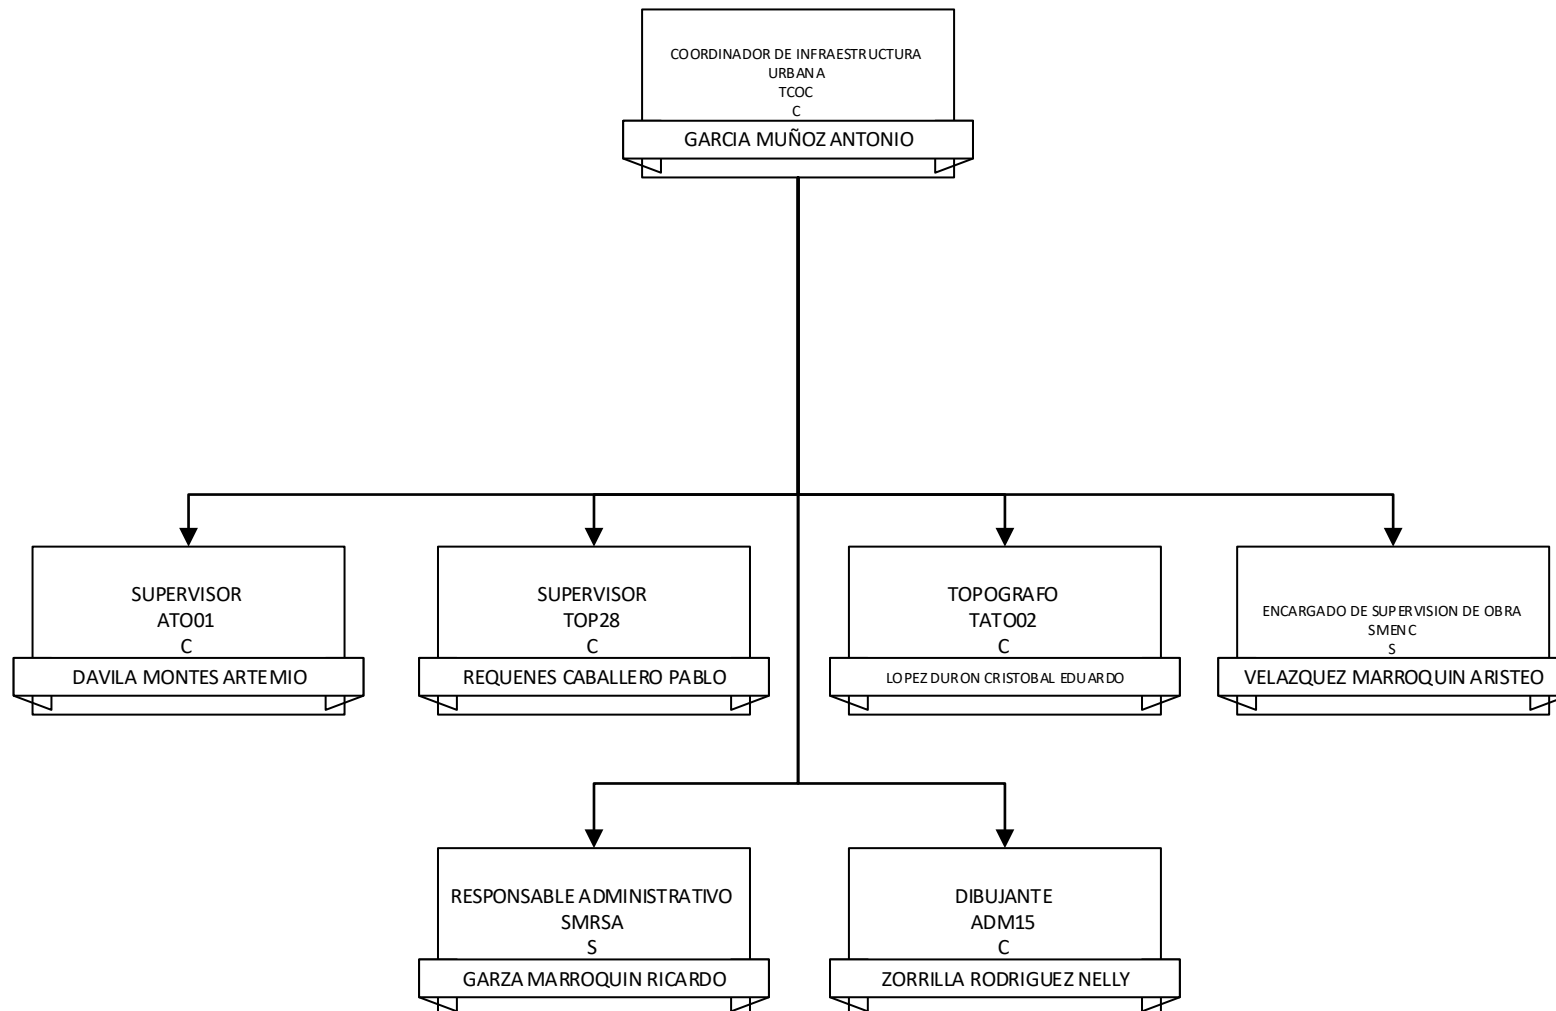 COORDINADOR DE INFRAESTRUCTURA
URBANA
TCOC
C
GARCIA MUÑOZ ANTONIO
SUPERVISOR
ATO01
C
DAVILA MONTES ARTEMIO
SUPERVISOR
TOP28
C
REQUENES CABALLERO PABLO
TOPOGRAFO
TATO02
C
LOPEZ DURON CRISTOBAL EDUARDO
ENCARGADO DE SUPERVISION DE OBRA
SMENC
S
VELAZQUEZ MARROQUIN ARISTEO
RESPONSABLE ADMINISTRATIVO
SMRSA
S
GARZA MARROQUIN RICARDO
DIBUJANTE
ADM15
C
ZORRILLA RODRIGUEZ NELLY